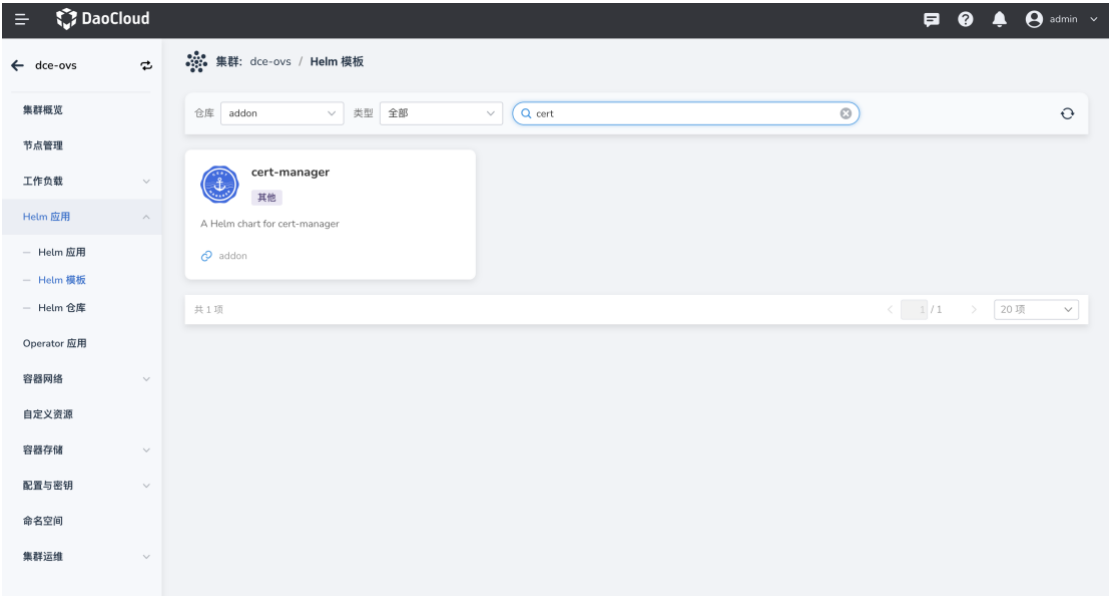 DaoCloud
admin
dce-ovs
集群: dce-ovs / Helm 模板
集群概览
节点管理
工作负载
Helm 应用
Helm 应用
Helm 模板
Helm 仓库
Operator 应用
容器网络
自定义资源
容器存储
配置与密钥
命名空间
集群运维
仓库 addon 类型 全部 cert
cert-manager
其他
A Helm chart for cert-manager
addon
共 1 项 1 / 1 20 项